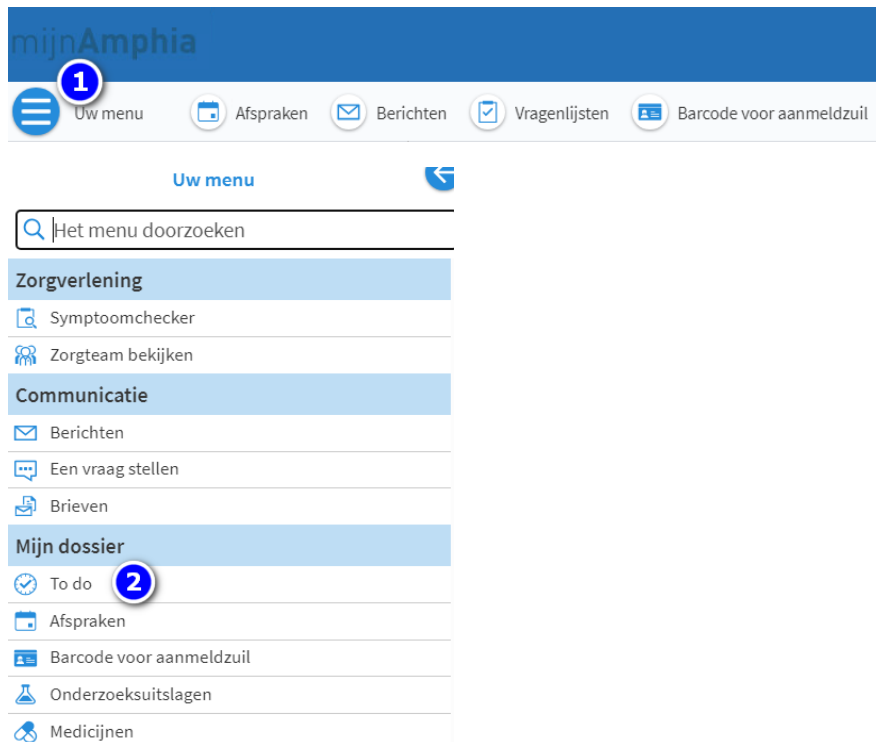 mijnAmphia
1
Uw menu Afspraken Berichten Vragenlijsten Barcode voor aanmeldzuil
Uw menu
Het menu doorzoeken
Zorgverlening
Symptoomchecker
Zorgteam bekijken
Communicatie
Berichten
Een vraag stellen
Brieven
Mijn dossier
To do 2
Afspraken
Barcode voor aanmeldzuil
Onderzoeksuitslagen
Medicijnen